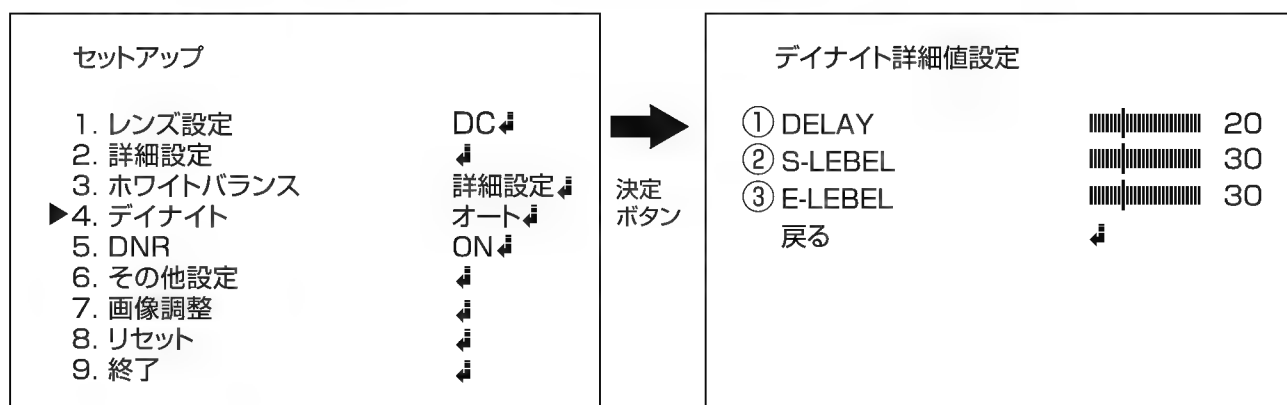 セットアップ
1. レンズ設定 DC
2. 詳細設定
3. ホワイトバランス 詳細設定
▶4. デイナイト オート
5. DNR ON
6. その他設定
7. 画像調整
8. リセット
9. 終了
決定
ボタン
デイナイト詳細値設定
① DELAY 20
② S-LEBEL 30
③ E-LEBEL 30
戻る